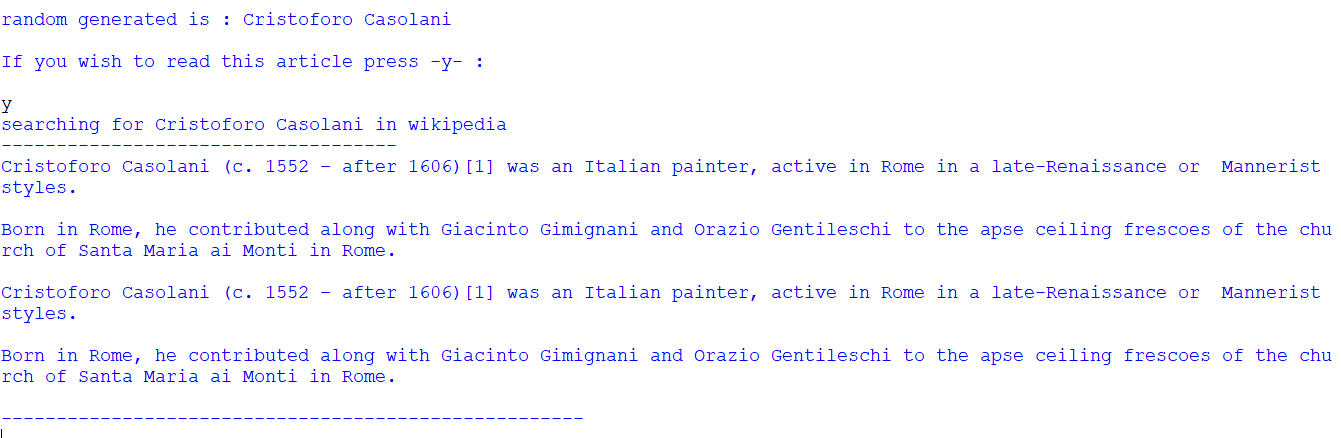 random generated is : Cristoforo Casolani
If you wish to read this article press -y- :
y
searching for Cristoforo Casolani in wikipedia
------------------------------------
Cristoforo Casolani (c. 1552 – after 1606)[1] was an Italian painter, active in Rome in a late-Renaissance or  Mannerist
styles.
Born in Rome, he contributed along with Giacinto Gimignani and Orazio Gentileschi to the apse ceiling frescoes of the chu
rch of Santa Maria ai Monti in Rome.
Cristoforo Casolani (c. 1552 – after 1606)[1] was an Italian painter, active in Rome in a late-Renaissance or  Mannerist
styles.
Born in Rome, he contributed along with Giacinto Gimignani and Orazio Gentileschi to the apse ceiling frescoes of the chu
rch of Santa Maria ai Monti in Rome.
-----------------------------------------------------